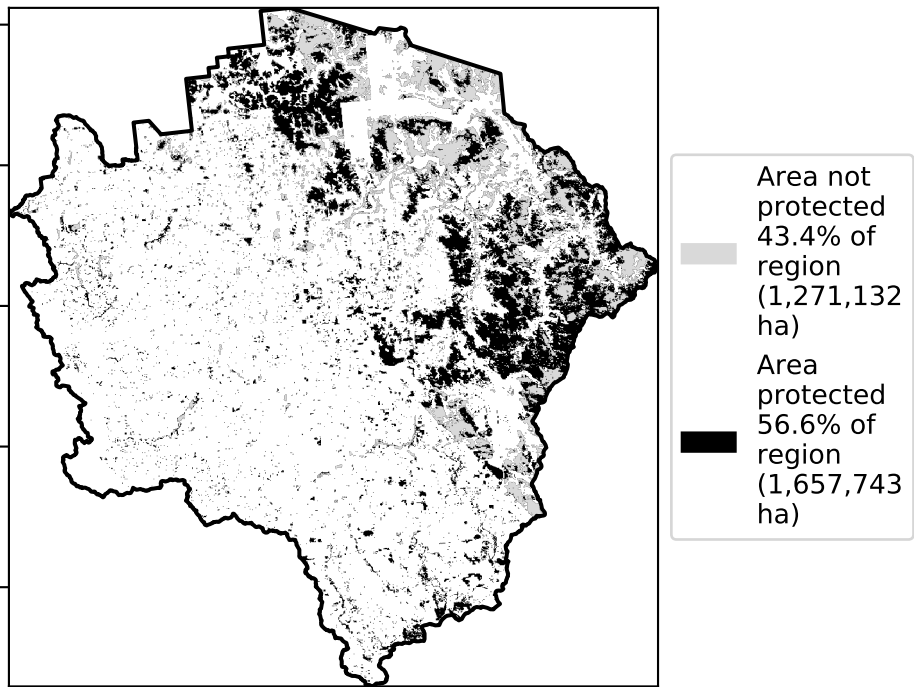 Area not
protected
43.4% of
region
(1,271,132
ha)
Area
protected
56.6% of
region
(1,657,743
ha)